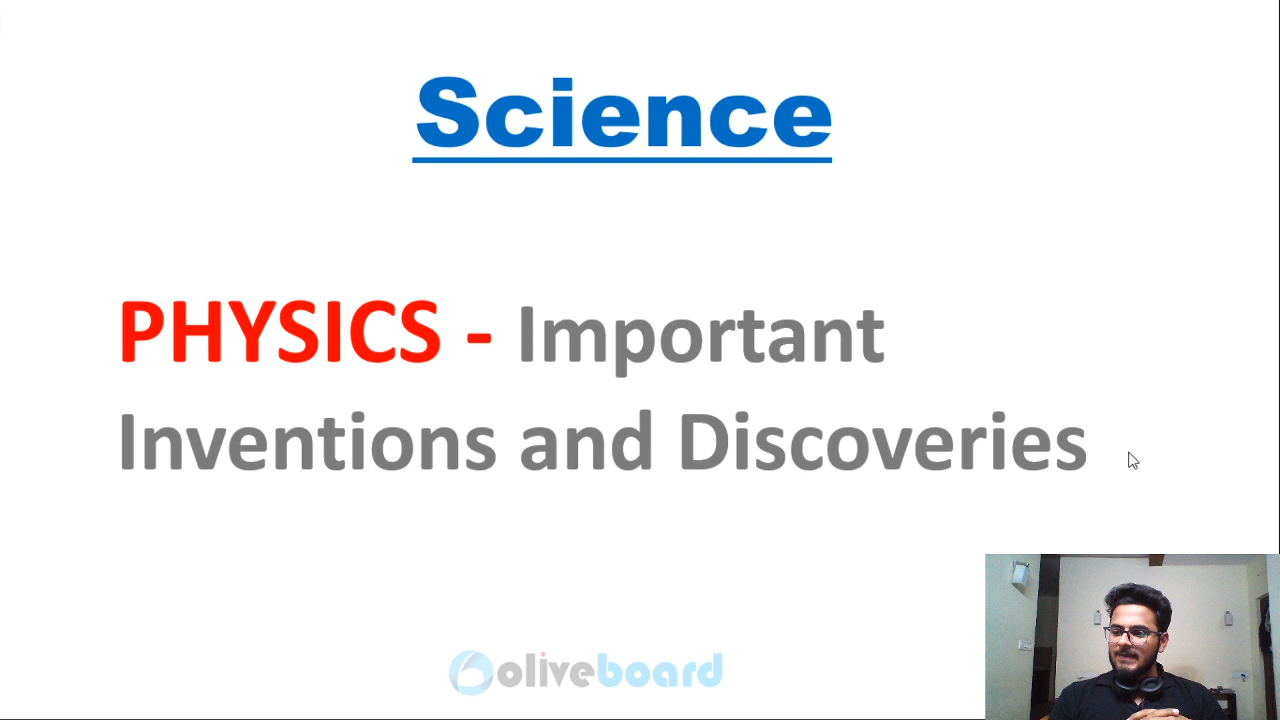 Science
PHYSICS - Important
Inventions and Discoveries
oliveboard